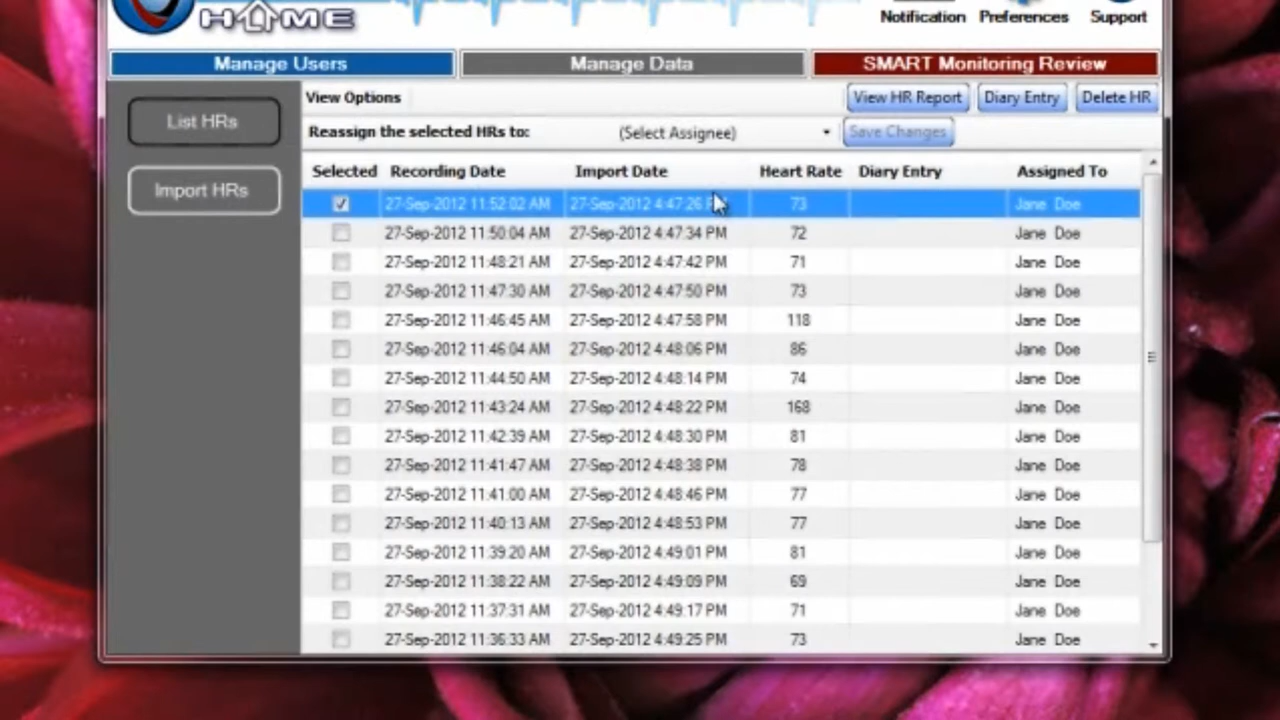 HOME
Notification Preferences Support
Manage Users Manage Data SMART Monitoring Review
List HRs
Import HRs
View Options View HR Report Diary Entry Delete HR
Reassign the selected HRs to: (Select Assignee) Save Changes
Selected Recording Date Import Date Heart Rate Diary Entry Assigned To
27-Sep-2012 11:52:02 AM 27-Sep-2012 4:47:26 PM 73 Jane Doe
27-Sep-2012 11:50:04 AM 27-Sep-2012 4:47:34 PM 72 Jane Doe
27-Sep-2012 11:48:21 AM 27-Sep-2012 4:47:42 PM 71 Jane Doe
27-Sep-2012 11:47:30 AM 27-Sep-2012 4:47:50 PM 73 Jane Doe
27-Sep-2012 11:46:45 AM 27-Sep-2012 4:47:58 PM 118 Jane Doe
27-Sep-2012 11:46:04 AM 27-Sep-2012 4:48:06 PM 86 Jane Doe
27-Sep-2012 11:44:50 AM 27-Sep-2012 4:48:14 PM 74 Jane Doe
27-Sep-2012 11:43:24 AM 27-Sep-2012 4:48:22 PM 168 Jane Doe
27-Sep-2012 11:42:39 AM 27-Sep-2012 4:48:30 PM 81 Jane Doe
27-Sep-2012 11:41:47 AM 27-Sep-2012 4:48:38 PM 78 Jane Doe
27-Sep-2012 11:41:00 AM 27-Sep-2012 4:48:46 PM 77 Jane Doe
27-Sep-2012 11:40:13 AM 27-Sep-2012 4:48:53 PM 77 Jane Doe
27-Sep-2012 11:39:20 AM 27-Sep-2012 4:49:01 PM 81 Jane Doe
27-Sep-2012 11:38:22 AM 27-Sep-2012 4:49:09 PM 69 Jane Doe
27-Sep-2012 11:37:31 AM 27-Sep-2012 4:49:17 PM 71 Jane Doe
27-Sep-2012 11:36:33 AM 27-Sep-2012 4:49:25 PM 73 Jane Doe